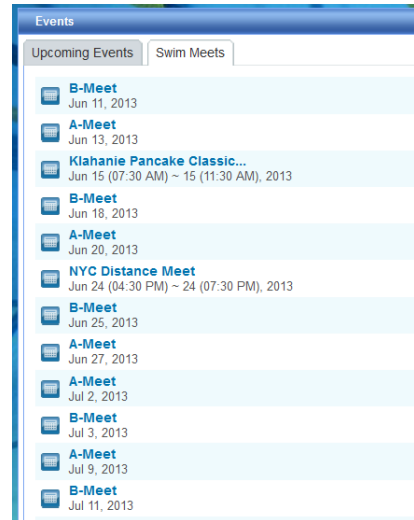 Events
Upcoming Events Swim Meets
B-Meet
Jun 11, 2013
A-Meet
Jun 13, 2013
Klahanie Pancake Classic...
Jun 15 (07:30 AM) ~ 15 (11:30 AM), 2013
B-Meet
Jun 18, 2013
A-Meet
Jun 20, 2013
NYC Distance Meet
Jun 24 (04:30 PM) ~ 24 (07:30 PM), 2013
B-Meet
Jun 25, 2013
A-Meet
Jun 27, 2013
A-Meet
Jul 2, 2013
B-Meet
Jul 3, 2013
A-Meet
Jul 9, 2013
B-Meet
Jul 11, 2013